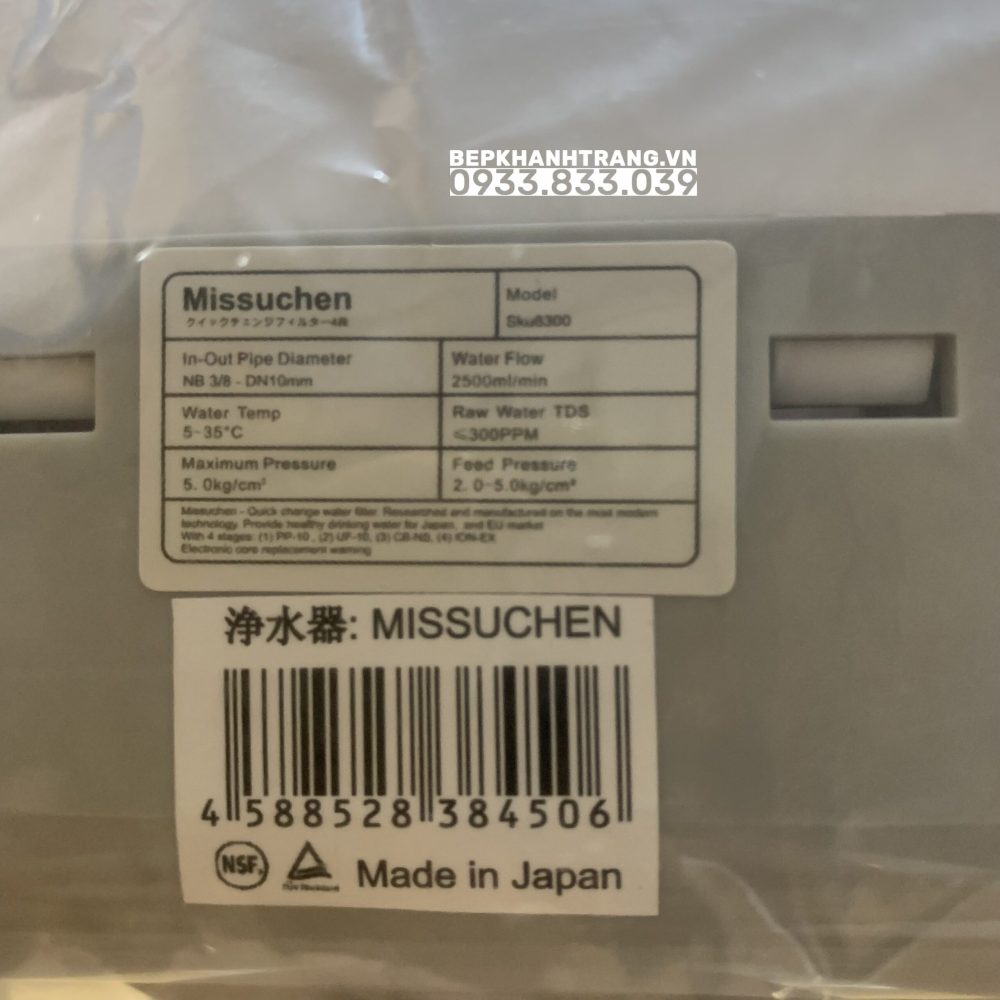 BEPKHANHTRANG.VN
0933.833.039
Missuchen
クイックチェンジフィルター4段
Model
Sku8300
In-Out Pipe Diameter
NB 3/8 - DN10mm
Water Flow
2500ml/min
Water Temp
5~35°C
Raw Water TDS
≤300PPM
Maximum Pressure
5. 0kg/cm²
Feed Pressure
2. 0~5.0kg/cm²
Missuchen - Quick change water filter. Researched and manufactured on the most modern
technology. Provide healthy drinking water for Japan, and EU market
With 4 stages: (1) PP-10 , (2) UF-10, (3) CB-NS, (4) ION-EX
Electronic core replacement warning
浄水器: MISSUCHEN
4 588528 384506
NSF
TÜV Rheinland
Made in Japan